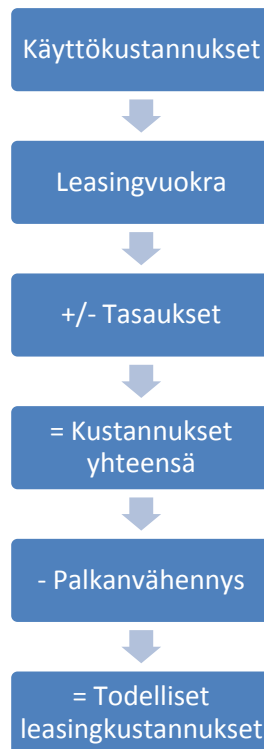 Käyttökustannukset
Leasingvuokra
+/- Tasaukset
= Kustannukset
yhteensä
- Palkanvähennys
= Todelliset
leasingkustannukset